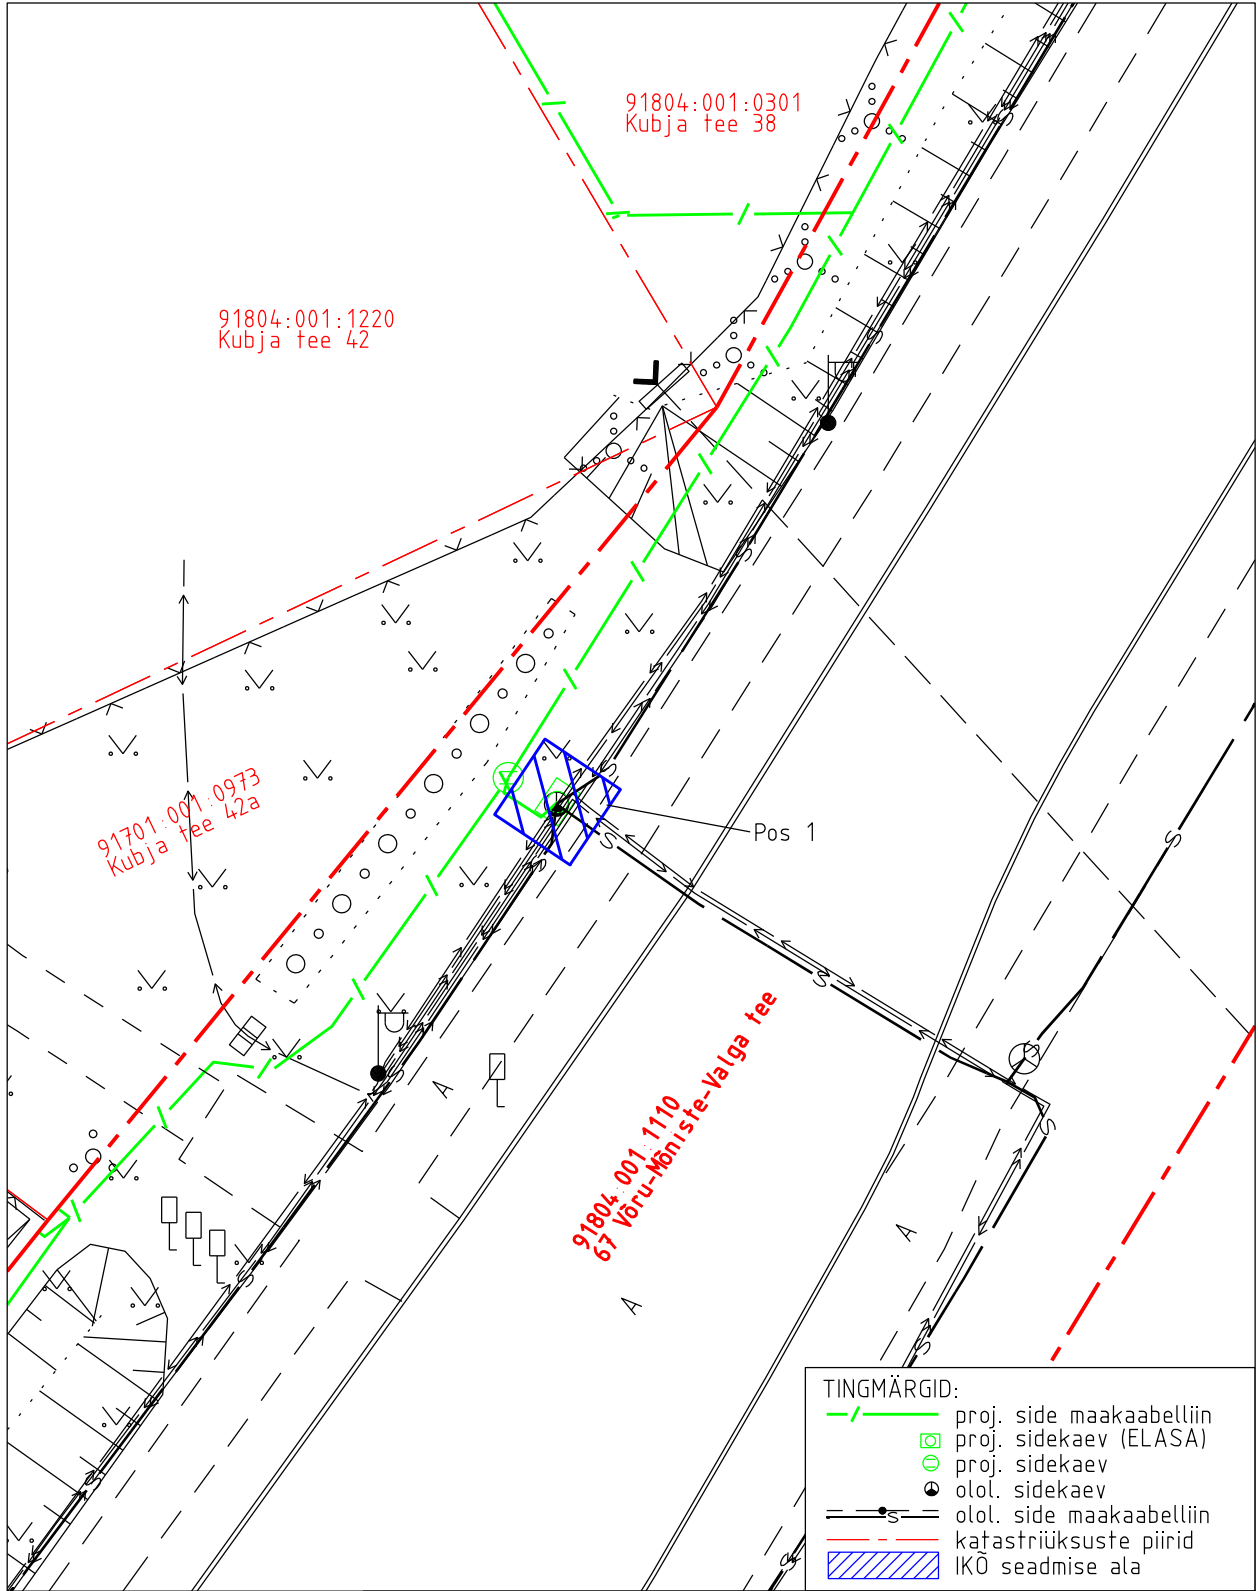 91804:001:0301
Kubja tee 38
91804:001:1220
Kubja tee 42
91701:001:0973
Kubja tee 42a
Pos 1
91804:001:1110
67 Võru-Mõniste-Valga tee
TINGMÄRGID:
proj. side maakaabelliin
proj. sidekaev (ELASA)
proj. sidekaev
olol. sidekaev
olol. side maakaabelliin
katastriüksuste piirid
IKÕ seadmise ala